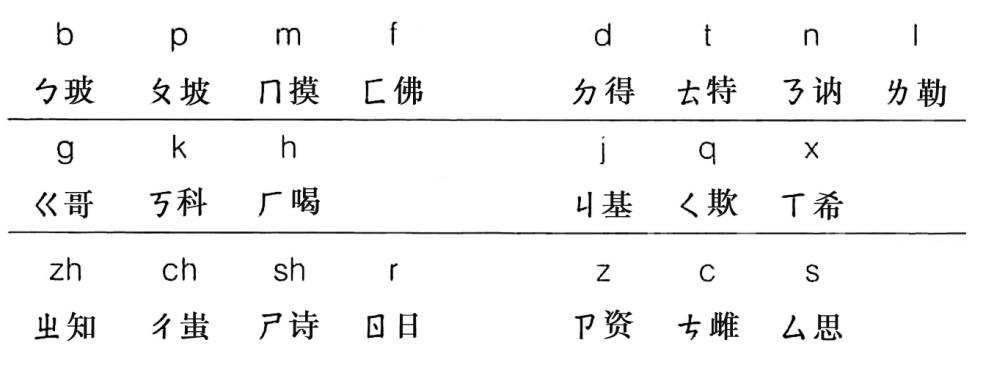 b p m f d t n l
ㄅ玻 ㄆ坡 ㄇ摸 ㄈ佛 ㄉ得 ㄊ特 ㄋ讷 ㄌ勒
g k h j q x
ㄍ哥 ㄎ科 ㄏ喝 ㄐ基 ㄑ欺 ㄒ希
zh ch sh r z c s
ㄓ知 ㄔ蚩 ㄕ诗 ㄖ日 ㄗ资 ㄘ雌 ㄙ思